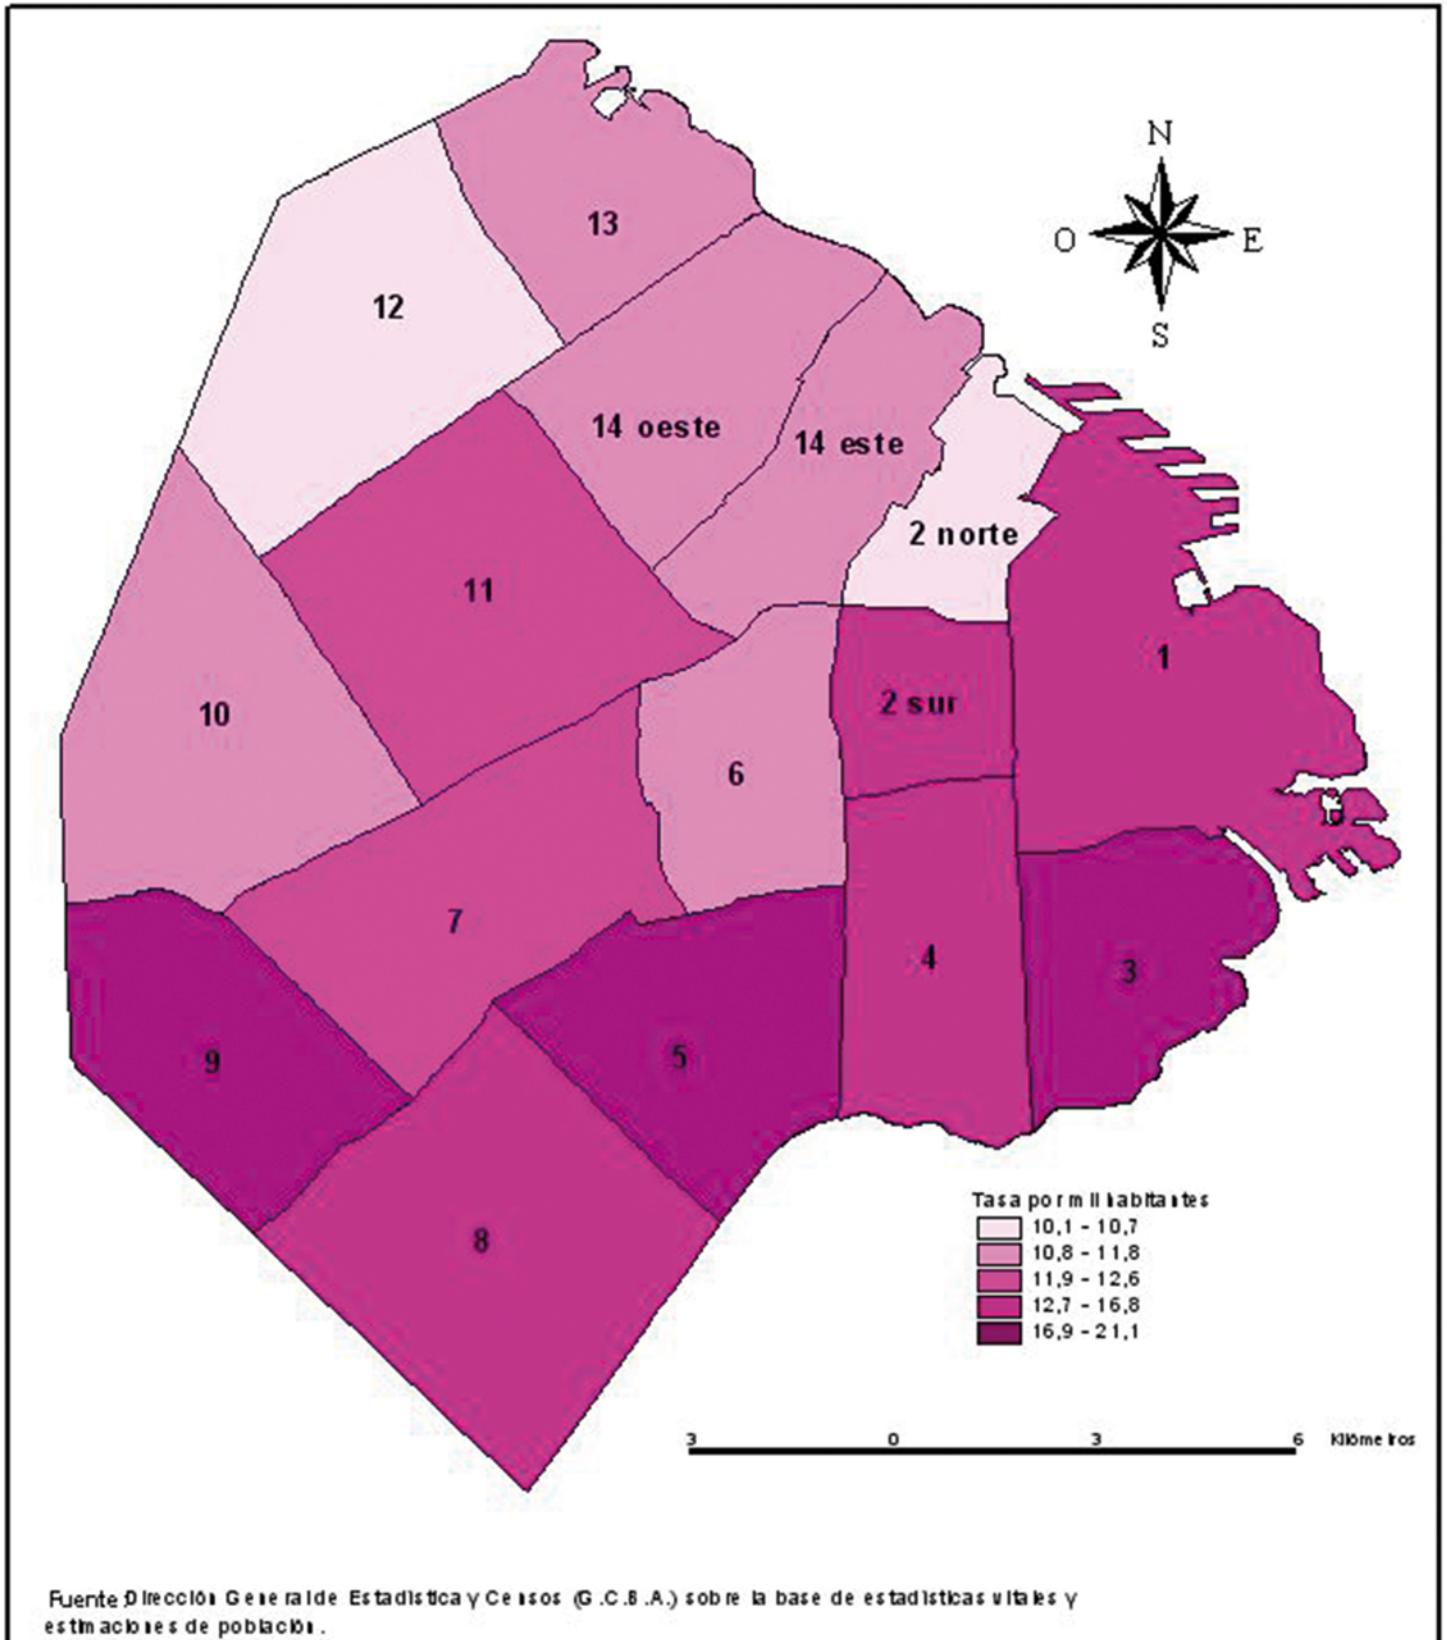 N
O E
S
13
12
14 oeste
14 este
2 norte
11
1
2 sur
10
6
7
4
3
9
5
8
Tasa por mil habitantes
10,1 - 10,7
10,8 - 11,8
11,9 - 12,6
12,7 - 16,8
16,9 - 21,1
3 0 3 6 Kilómetros
Fuente: Dirección General de Estadística y Censos (G.C.B.A.) sobre la base de estadísticas vitales y
estimaciones de población.